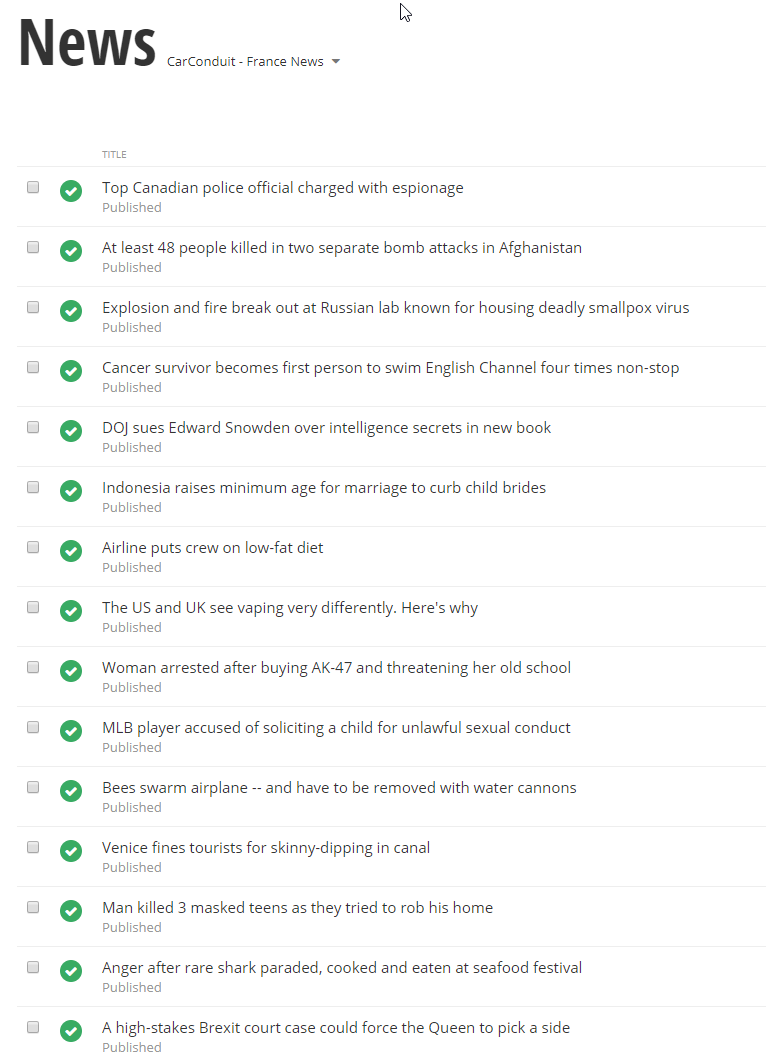 News CarConduit - France News
TITLE
Top Canadian police official charged with espionage
Published
At least 48 people killed in two separate bomb attacks in Afghanistan
Published
Explosion and fire break out at Russian lab known for housing deadly smallpox virus
Published
Cancer survivor becomes first person to swim English Channel four times non-stop
Published
DOJ sues Edward Snowden over intelligence secrets in new book
Published
Indonesia raises minimum age for marriage to curb child brides
Published
Airline puts crew on low-fat diet
Published
The US and UK see vaping very differently. Here's why
Published
Woman arrested after buying AK-47 and threatening her old school
Published
MLB player accused of soliciting a child for unlawful sexual conduct
Published
Bees swarm airplane -- and have to be removed with water cannons
Published
Venice fines tourists for skinny-dipping in canal
Published
Man killed 3 masked teens as they tried to rob his home
Published
Anger after rare shark paraded, cooked and eaten at seafood festival
Published
A high-stakes Brexit court case could force the Queen to pick a side
Published